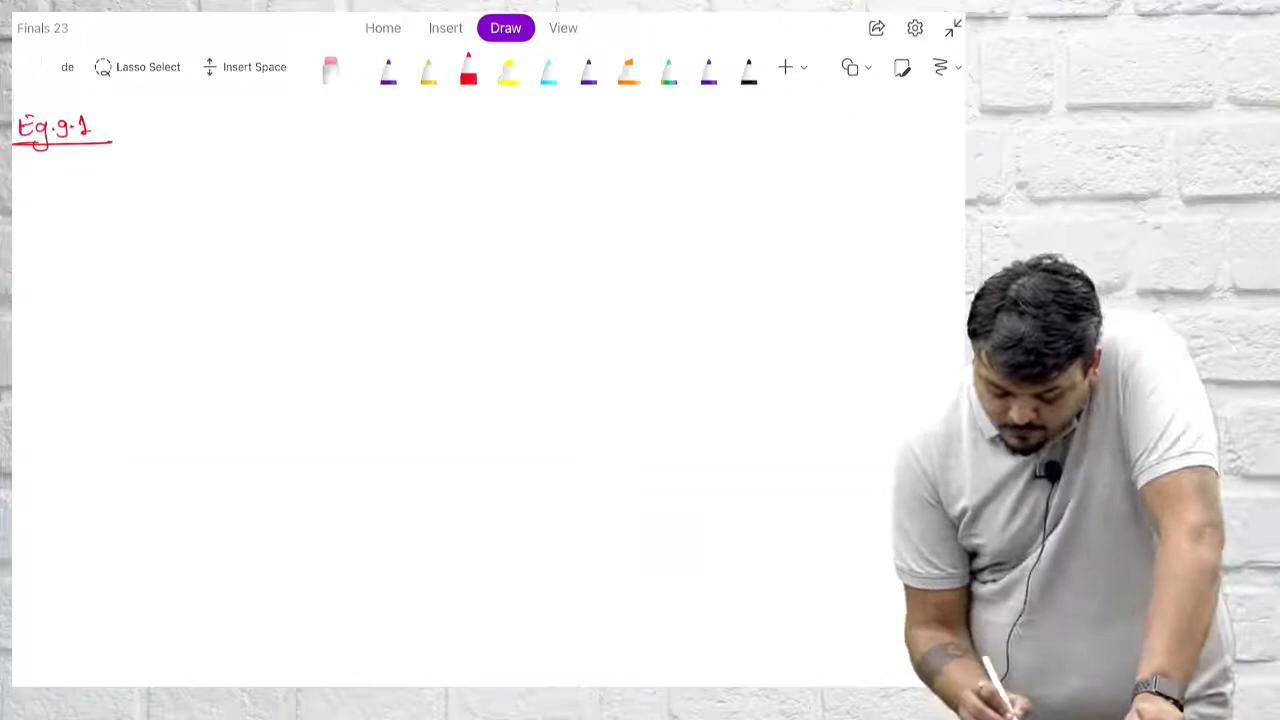 Finals 23
Home Insert Draw View
de Lasso Select Insert Space
Eg.9.1